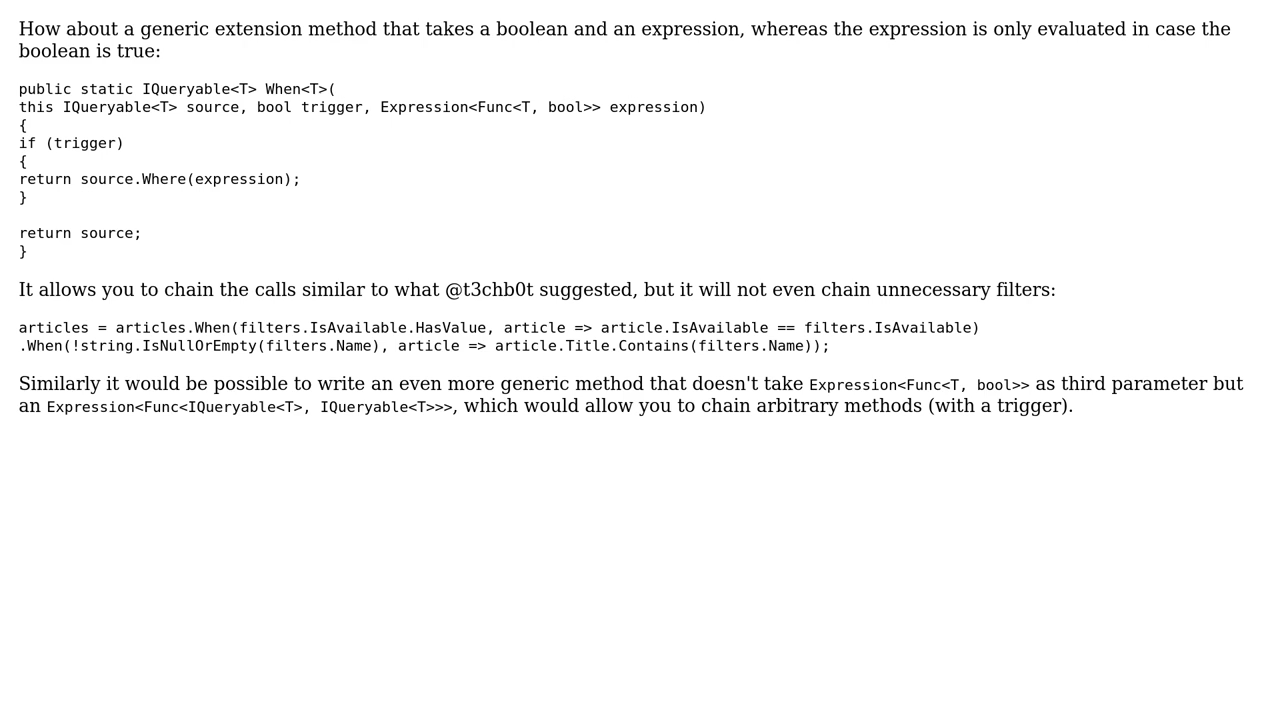 How about a generic extension method that takes a boolean and an expression, whereas the expression is only evaluated in case the
boolean is true:
public static IQueryable<T> When<T>(
this IQueryable<T> source, bool trigger, Expression<Func<T, bool>> expression)
{
if (trigger)
{
return source.Where(expression);
}
return source;
}
It allows you to chain the calls similar to what @t3chb0t suggested, but it will not even chain unnecessary filters:
articles = articles.When(filters.IsAvailable.HasValue, article => article.IsAvailable == filters.IsAvailable)
.When(!string.IsNullOrEmpty(filters.Name), article => article.Title.Contains(filters.Name));
Similarly it would be possible to write an even more generic method that doesn't take Expression<Func<T, bool>> as third parameter but
an Expression<Func<IQueryable<T>, IQueryable<T>>>, which would allow you to chain arbitrary methods (with a trigger).